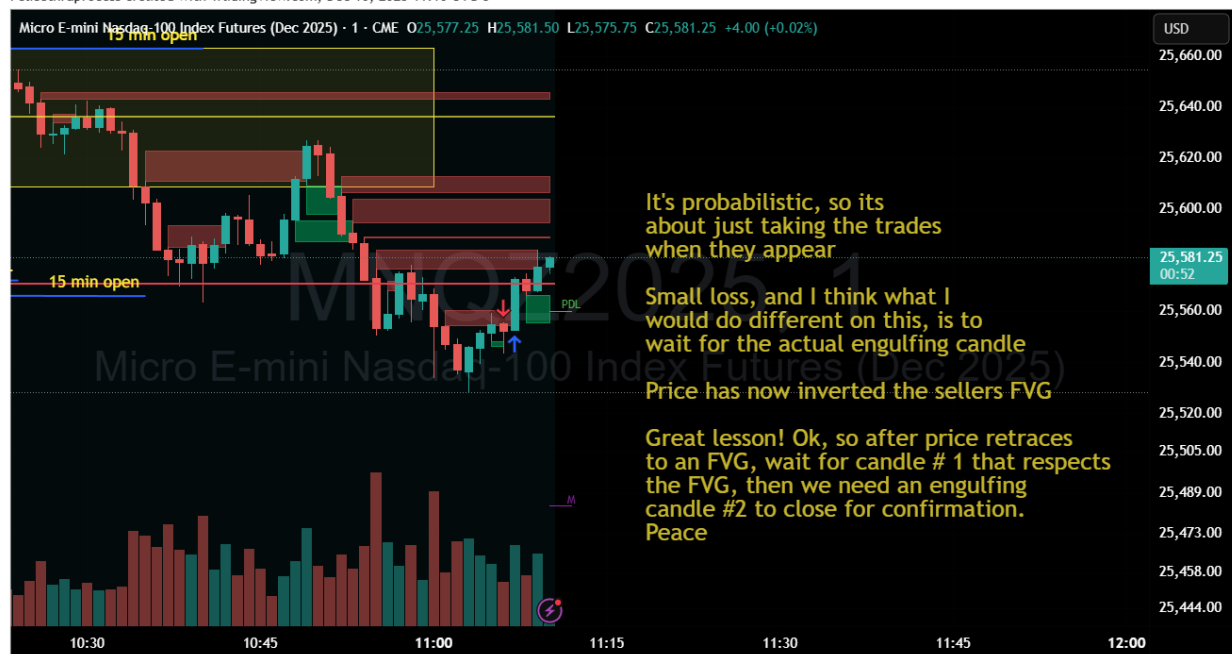 Micro E-mini Nasdaq-100 Index Futures (Dec 2025) · 1 · CME O25,577.25 H25,581.50 L25,575.75 C25,581.25 +4.00 (+0.02%)
USD
15 min open
25,660.00
25,640.00
25,620.00
25,600.00
25,581.25
00:52
25,560.00
25,540.00
25,520.00
25,505.00
25,489.00
25,473.00
25,458.00
25,444.00
15 min open
PDL
M
MNQZ2025, 1
Micro E-mini Nasdaq-100 Index Futures (Dec 2025)
It's probabilistic, so its
about just taking the trades
when they appear
Small loss, and I think what I
would do different on this, is to
wait for the actual engulfing candle
Price has now inverted the sellers FVG
Great lesson! Ok, so after price retraces
to an FVG, wait for candle # 1 that respects
the FVG, then we need an engulfing
candle #2 to close for confirmation.
Peace
10:30 10:45 11:00 11:15 11:30 11:45 12:00